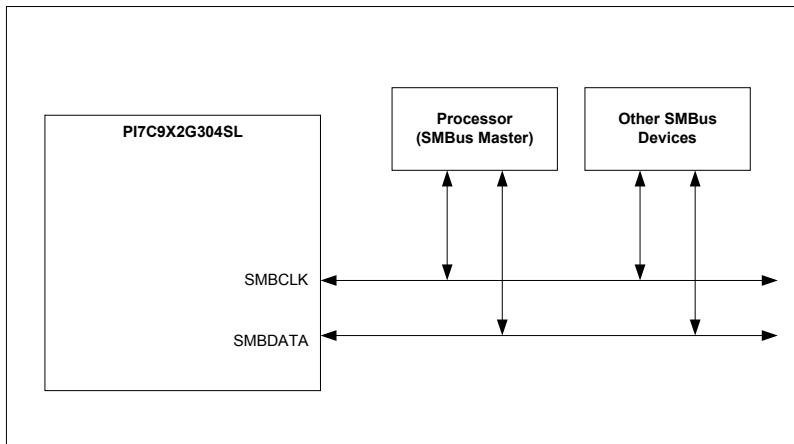 PI7C9X2G304SL
Processor
(SMBus Master)
Other SMBus
Devices
SMBCLK
SMBDATA